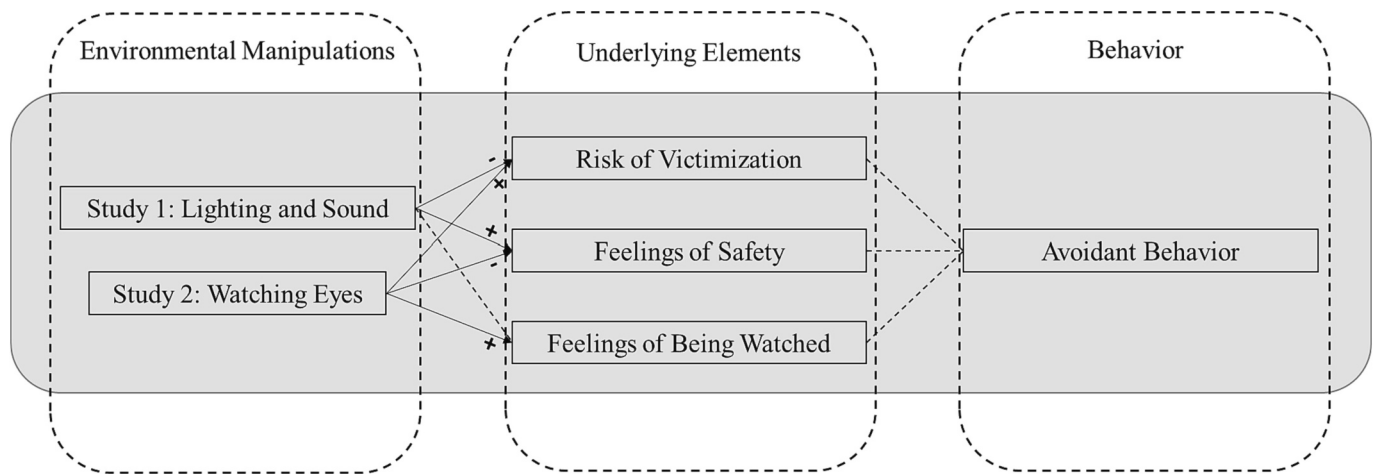 Environmental Manipulations
Underlying Elements
Behavior
Study 1: Lighting and Sound
Study 2: Watching Eyes
-
+
+
-
+
Risk of Victimization
Feelings of Safety
Feelings of Being Watched
Avoidant Behavior